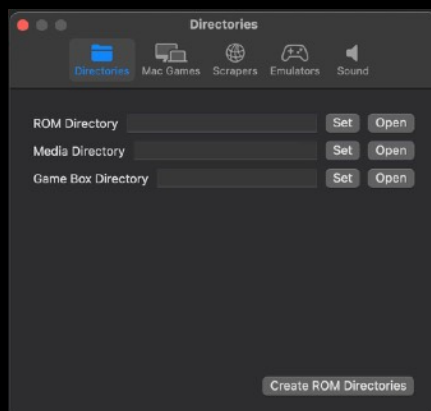 Directories
Directories Mac Games Scrapers Emulators Sound
ROM Directory Set Open
Media Directory Set Open
Game Box Directory Set Open
Create ROM Directories